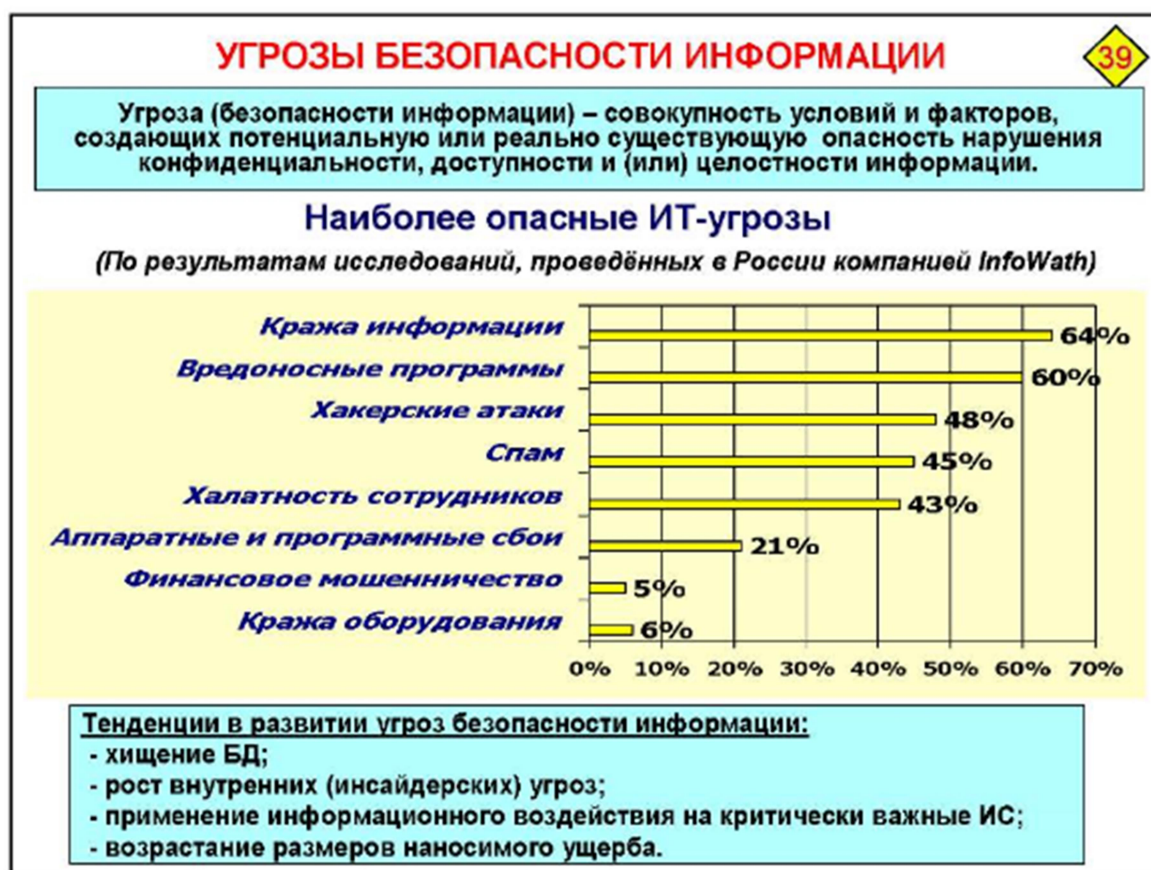 УГРОЗЫ БЕЗОПАСНОСТИ ИНФОРМАЦИИ
39
Угроза (безопасности информации) – совокупность условий и факторов,
создающих потенциальную или реально существующую опасность нарушения
конфиденциальности, доступности и (или) целостности информации.
Наиболее опасные ИТ-угрозы
(По результатам исследований, проведённых в России компанией InfoWath)
Кража информации 64%
Вредоносные программы 60%
Хакерские атаки 48%
Спам 45%
Халатность сотрудников 43%
Аппаратные и программные сбои 21%
Финансовое мошенничество 5%
Кража оборудования 6%
0% 10% 20% 30% 40% 50% 60% 70%
Тенденции в развитии угроз безопасности информации:
- хищение БД;
- рост внутренних (инсайдерских) угроз;
- применение информационного воздействия на критически важные ИС;
- возрастание размеров наносимого ущерба.